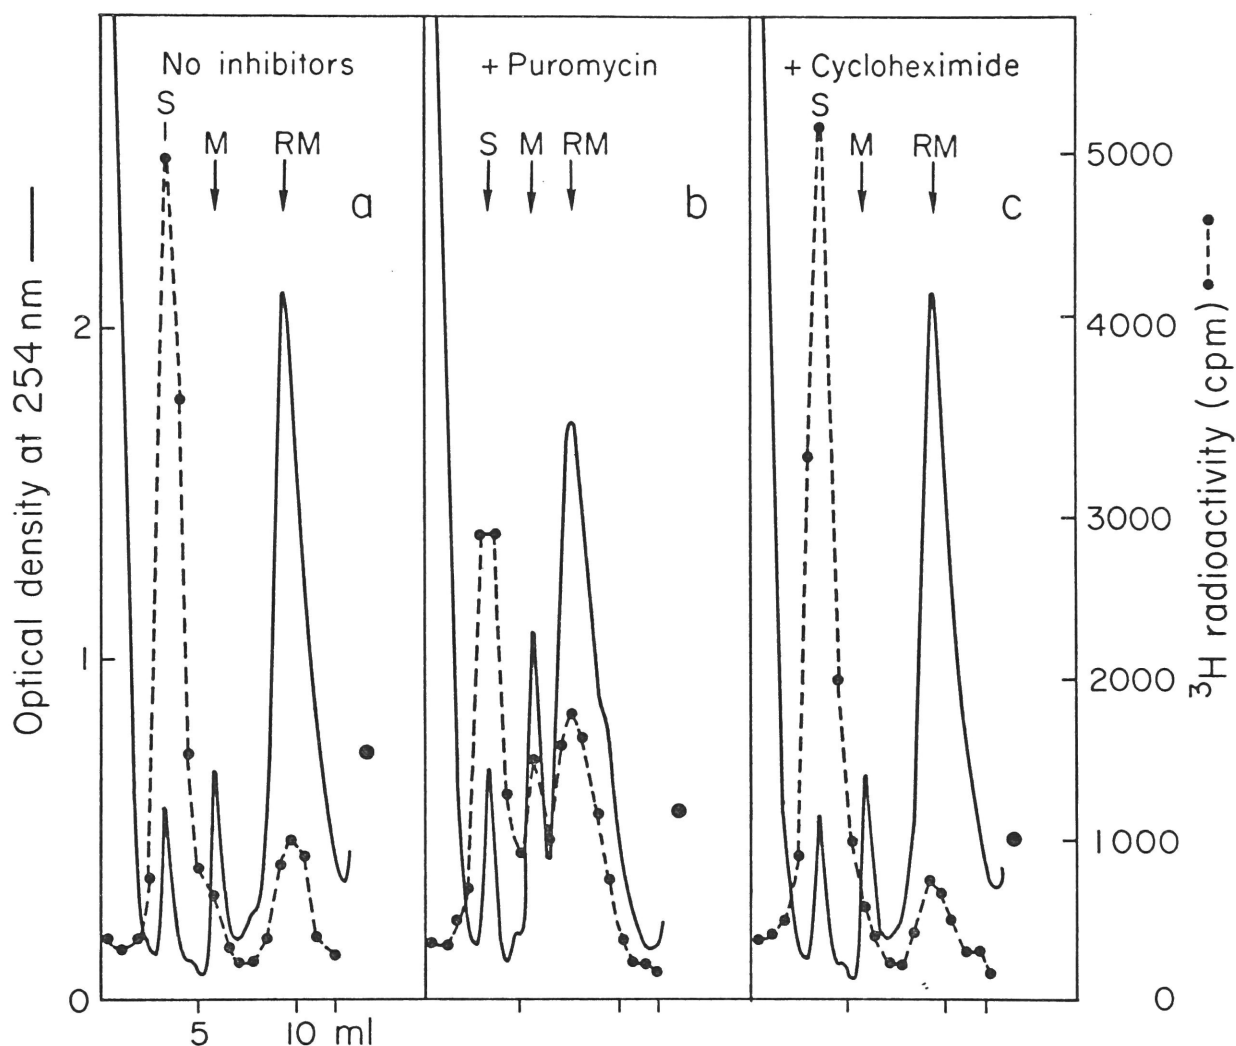 No inhibitors
S
M
RM
a
+ Puromycin
S
M
RM
b
+ Cycloheximide
S
M
RM
c
Optical density at 254 nm
2
1
0
5
10 ml
5000
4000
3000
2000
1000
0
³H radioactivity (cpm)